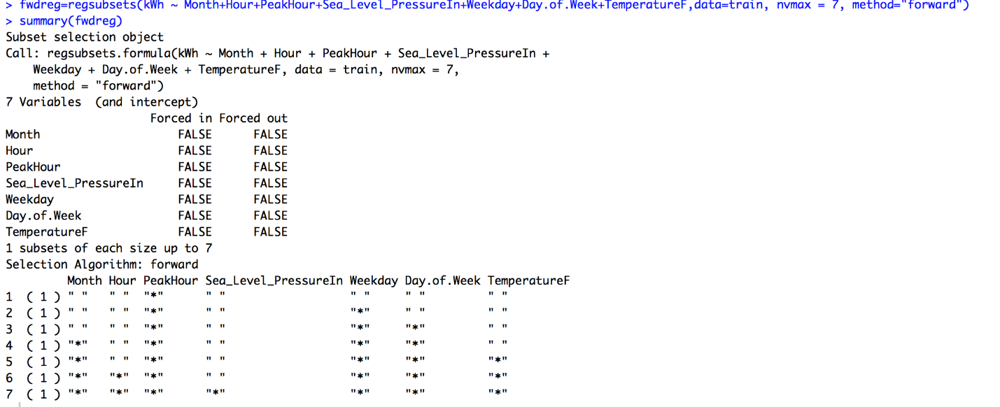 > fwdreg=regsubsets(kWh ~ Month+Hour+PeakHour+Sea_Level_PressureIn+Weekday+Day.of.Week+TemperatureF,data=train, nvmax = 7, method="forward")
> summary(fwdreg)
Subset selection object
Call: regsubsets.formula(kWh ~ Month + Hour + PeakHour + Sea_Level_PressureIn +
    Weekday + Day.of.Week + TemperatureF, data = train, nvmax = 7,
    method = "forward")
7 Variables  (and intercept)
                     Forced in Forced out
Month                    FALSE      FALSE
Hour                     FALSE      FALSE
PeakHour                 FALSE      FALSE
Sea_Level_PressureIn     FALSE      FALSE
Weekday                  FALSE      FALSE
Day.of.Week              FALSE      FALSE
TemperatureF             FALSE      FALSE
1 subsets of each size up to 7
Selection Algorithm: forward
         Month Hour PeakHour Sea_Level_PressureIn Weekday Day.of.Week TemperatureF
1  ( 1 ) " "   " "  "*"      " "                  " "     " "         " "
2  ( 1 ) " "   " "  "*"      " "                  "*"     " "         " "
3  ( 1 ) " "   " "  "*"      " "                  "*"     "*"         " "
4  ( 1 ) "*"   " "  "*"      " "                  "*"     "*"         " "
5  ( 1 ) "*"   " "  "*"      " "                  "*"     "*"         "*"
6  ( 1 ) "*"   "*"  "*"      " "                  "*"     "*"         "*"
7  ( 1 ) "*"   "*"  "*"      "*"                  "*"     "*"         "*"